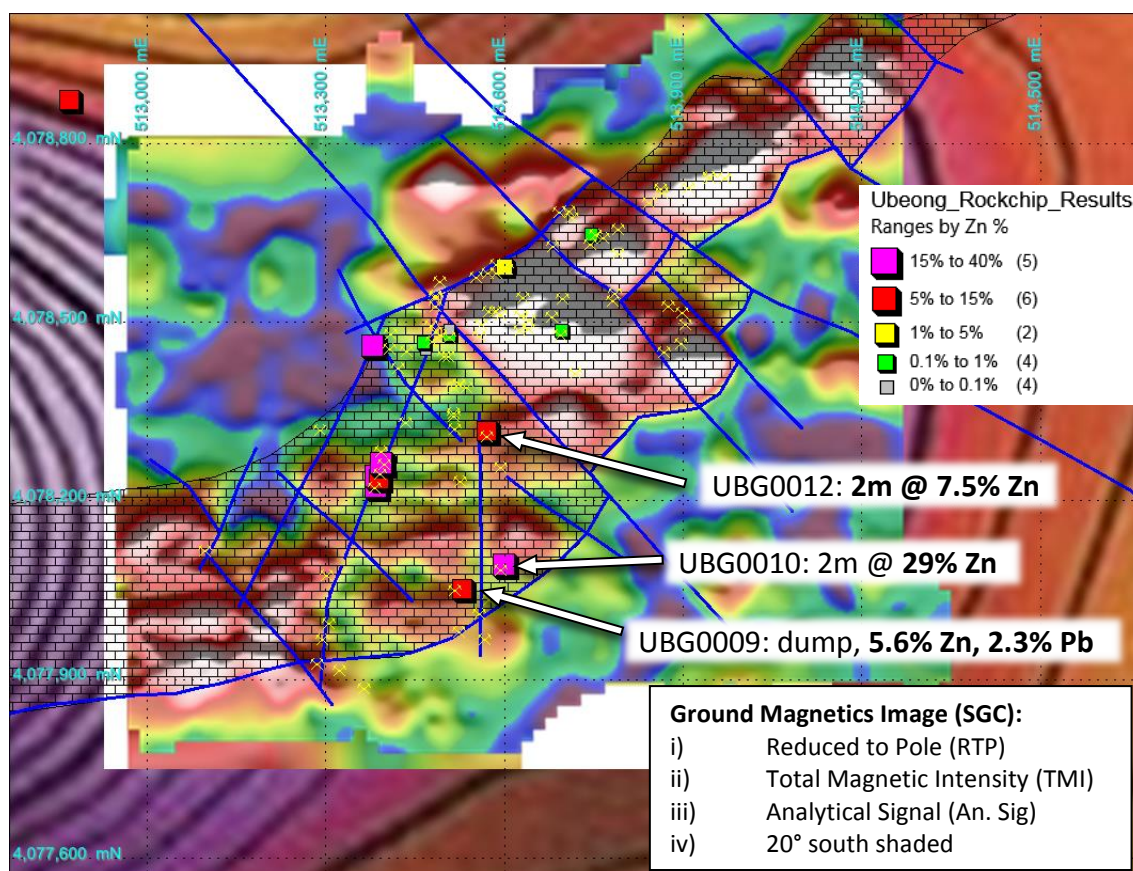 513,000 mE
513,300 mE
513,600 mE
513,900 mE
514,200 mE
514,500 mE
4,078,800 mN
Ubeong_Rockchip_Results
Ranges by Zn %
15% to 40% (5)
5% to 15% (6)
1% to 5% (2)
0.1% to 1% (4)
0% to 0.1% (4)
4,078,500 mN
UBG0012: 2m @ 7.5% Zn
4,078,200 mN
UBG0010: 2m @ 29% Zn
UBG0009: dump, 5.6% Zn, 2.3% Pb
4,077,900 mN
Ground Magnetics Image (SGC):
i) Reduced to Pole (RTP)
ii) Total Magnetic Intensity (TMI)
iii) Analytical Signal (An. Sig)
iv) 20° south shaded
4,077,600 mN